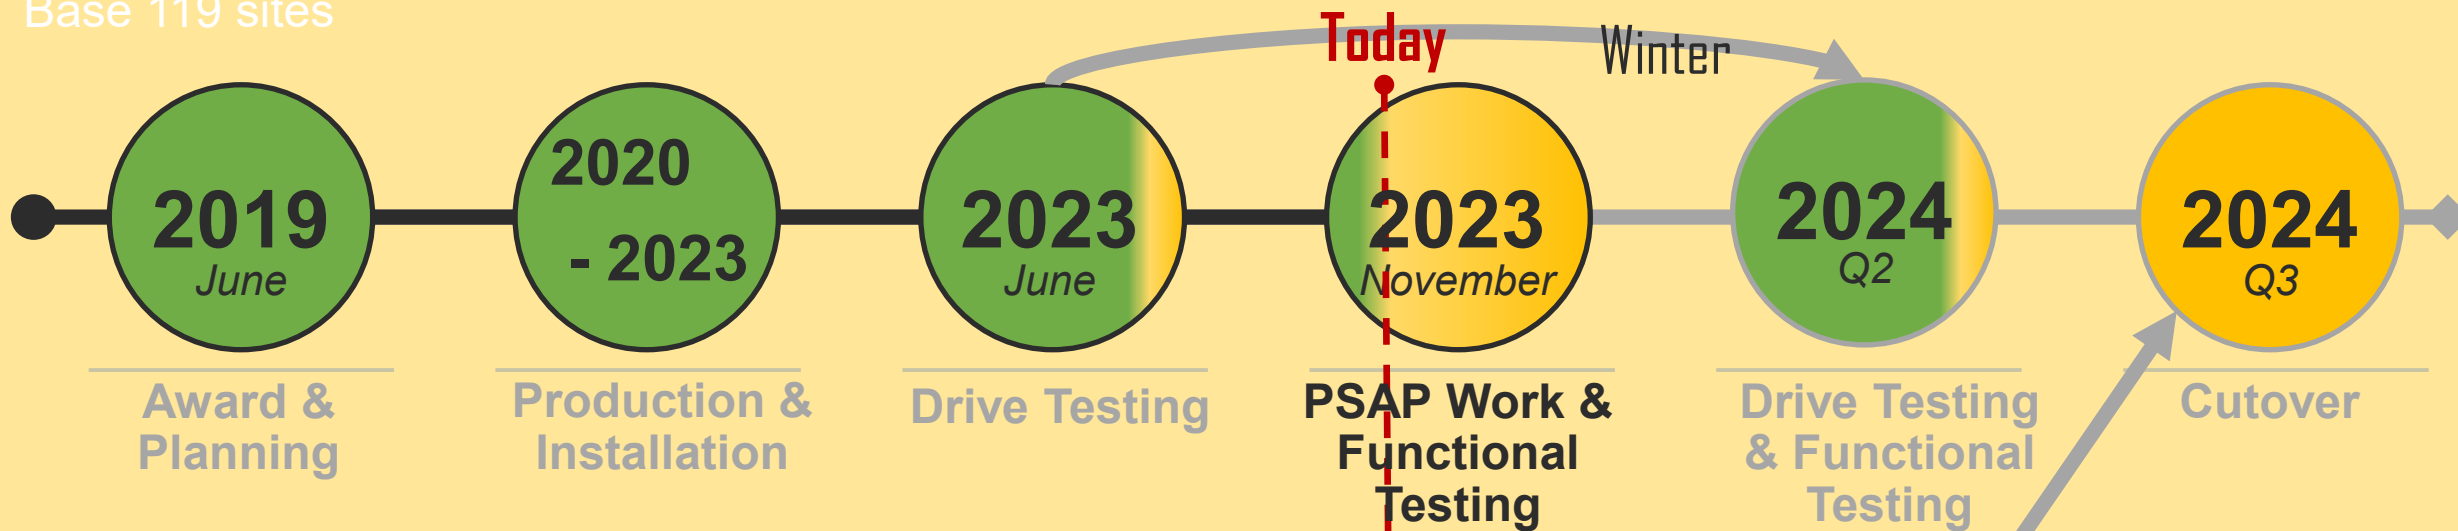 Base 119 sites
Today
Winter
2019
June
2020
- 2023
2023
June
2023
November
2024
Q2
2024
Q3
Award &
Planning
Production &
Installation
Drive Testing
PSAP Work &
Functional
Testing
Drive Testing
& Functional
Testing
Cutover